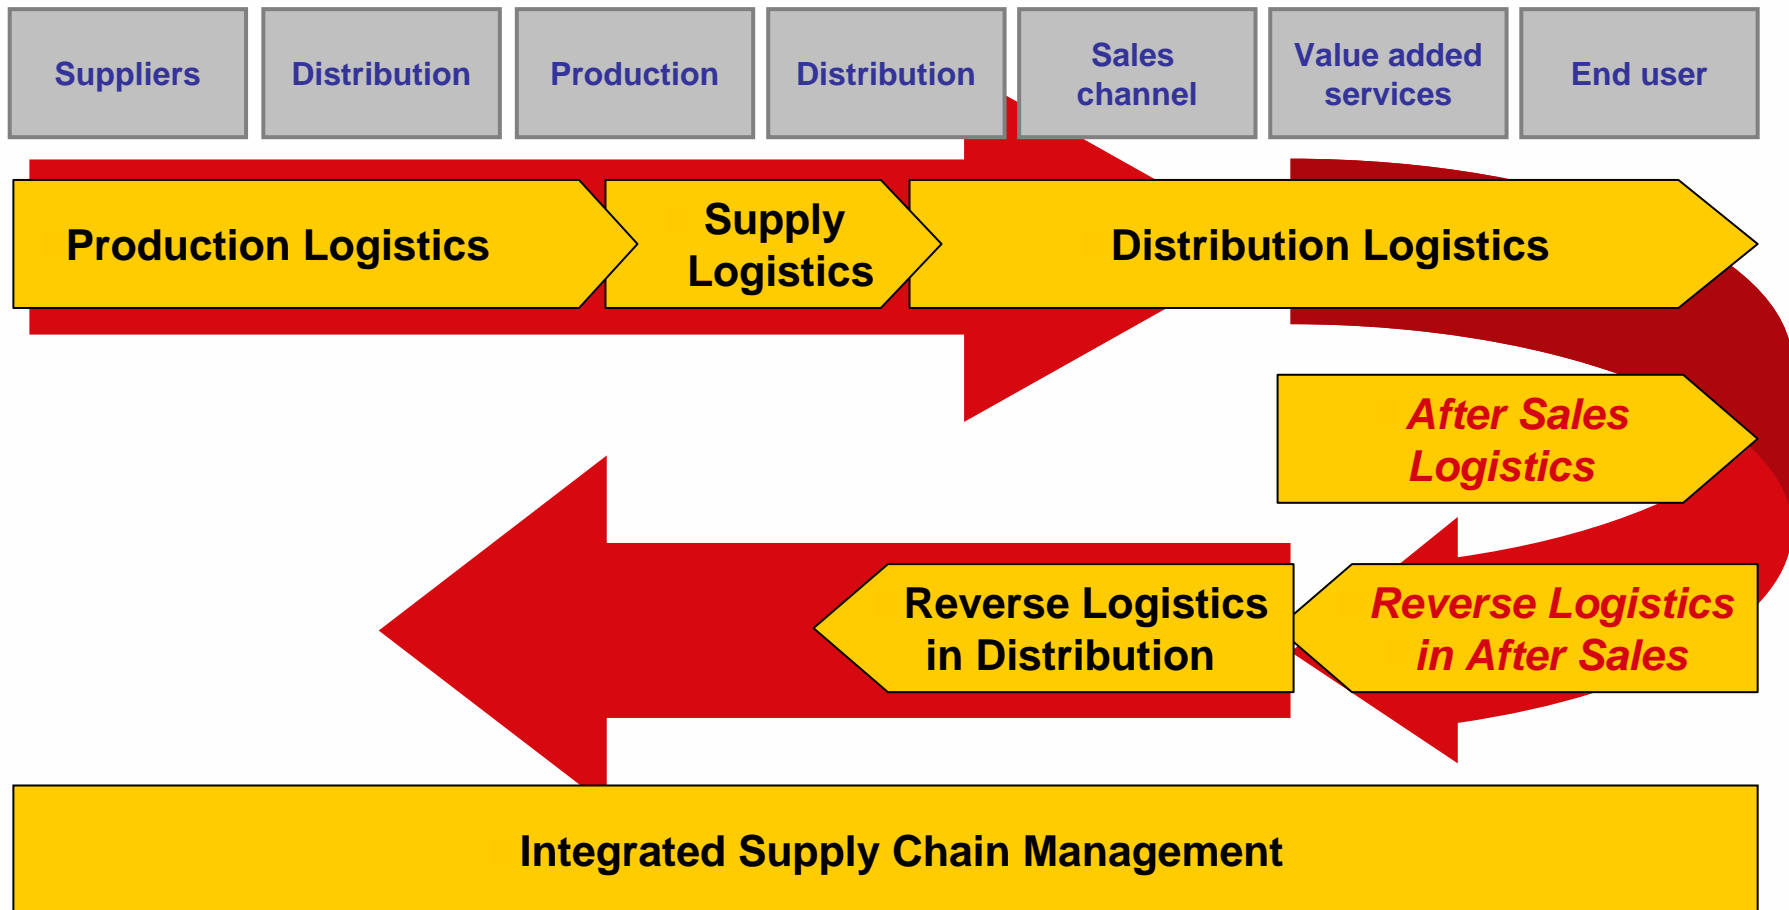 Suppliers
Distribution
Production
Distribution
Sales
channel
Value added
services
End user
Production Logistics
Supply
Logistics
Distribution Logistics
After Sales
Logistics
Reverse Logistics
in Distribution
Reverse Logistics
in After Sales
Integrated Supply Chain Management